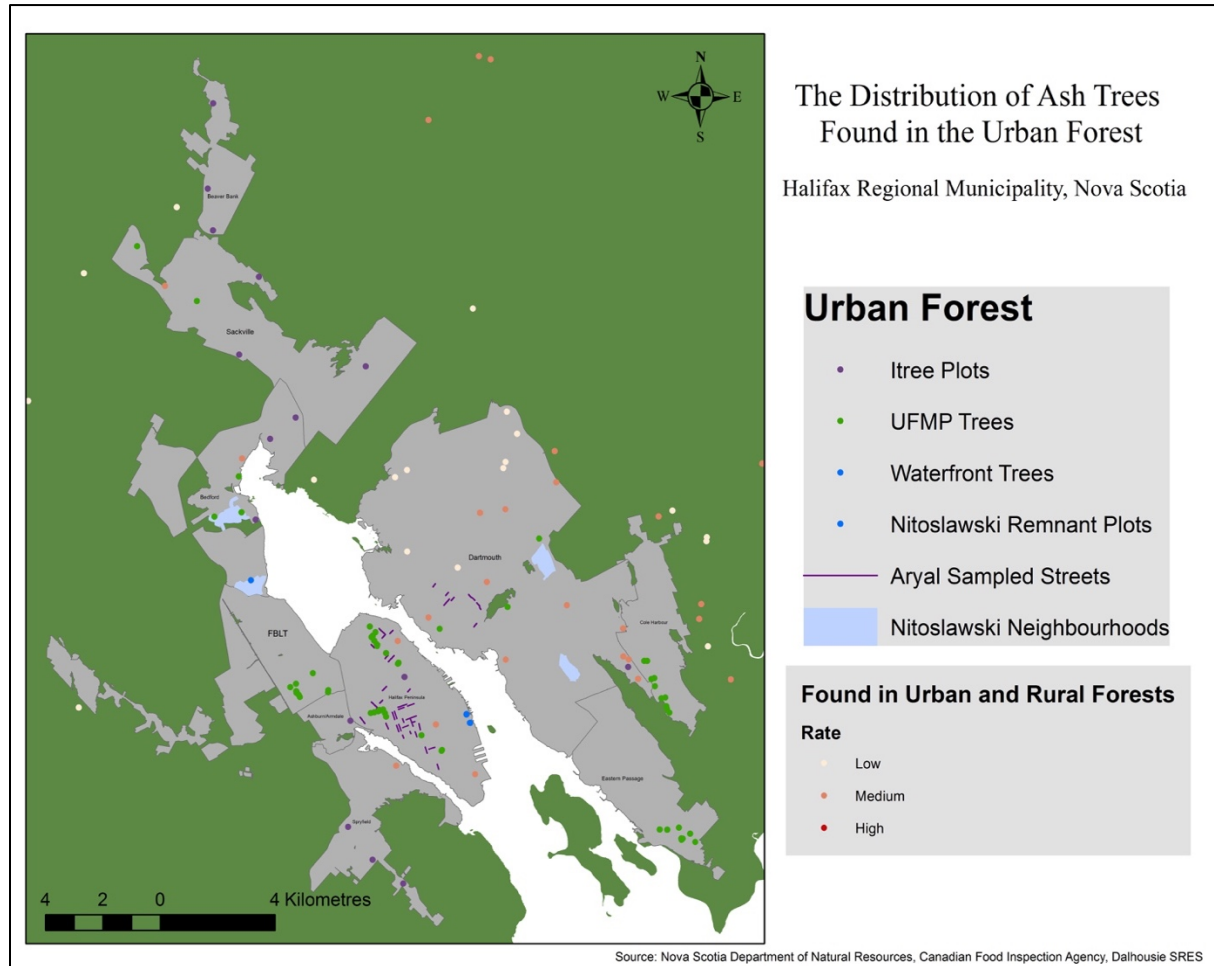 The Distribution of Ash Trees
Found in the Urban Forest
Halifax Regional Municipality, Nova Scotia
N
W E
S
Beaver Bank
Sackville
Bedford
Dartmouth
Cole Harbour
FBLT
Halifax Peninsula
Ashburn/Armdale
Eastern Passage
Spryfield
4 2 0 4 Kilometres
Urban Forest
Itree Plots
UFMP Trees
Waterfront Trees
Nitoslawski Remnant Plots
Aryal Sampled Streets
Nitoslawski Neighbourhoods
Found in Urban and Rural Forests
Rate
Low
Medium
High
Source: Nova Scotia Department of Natural Resources, Canadian Food Inspection Agency, Dalhousie SRES